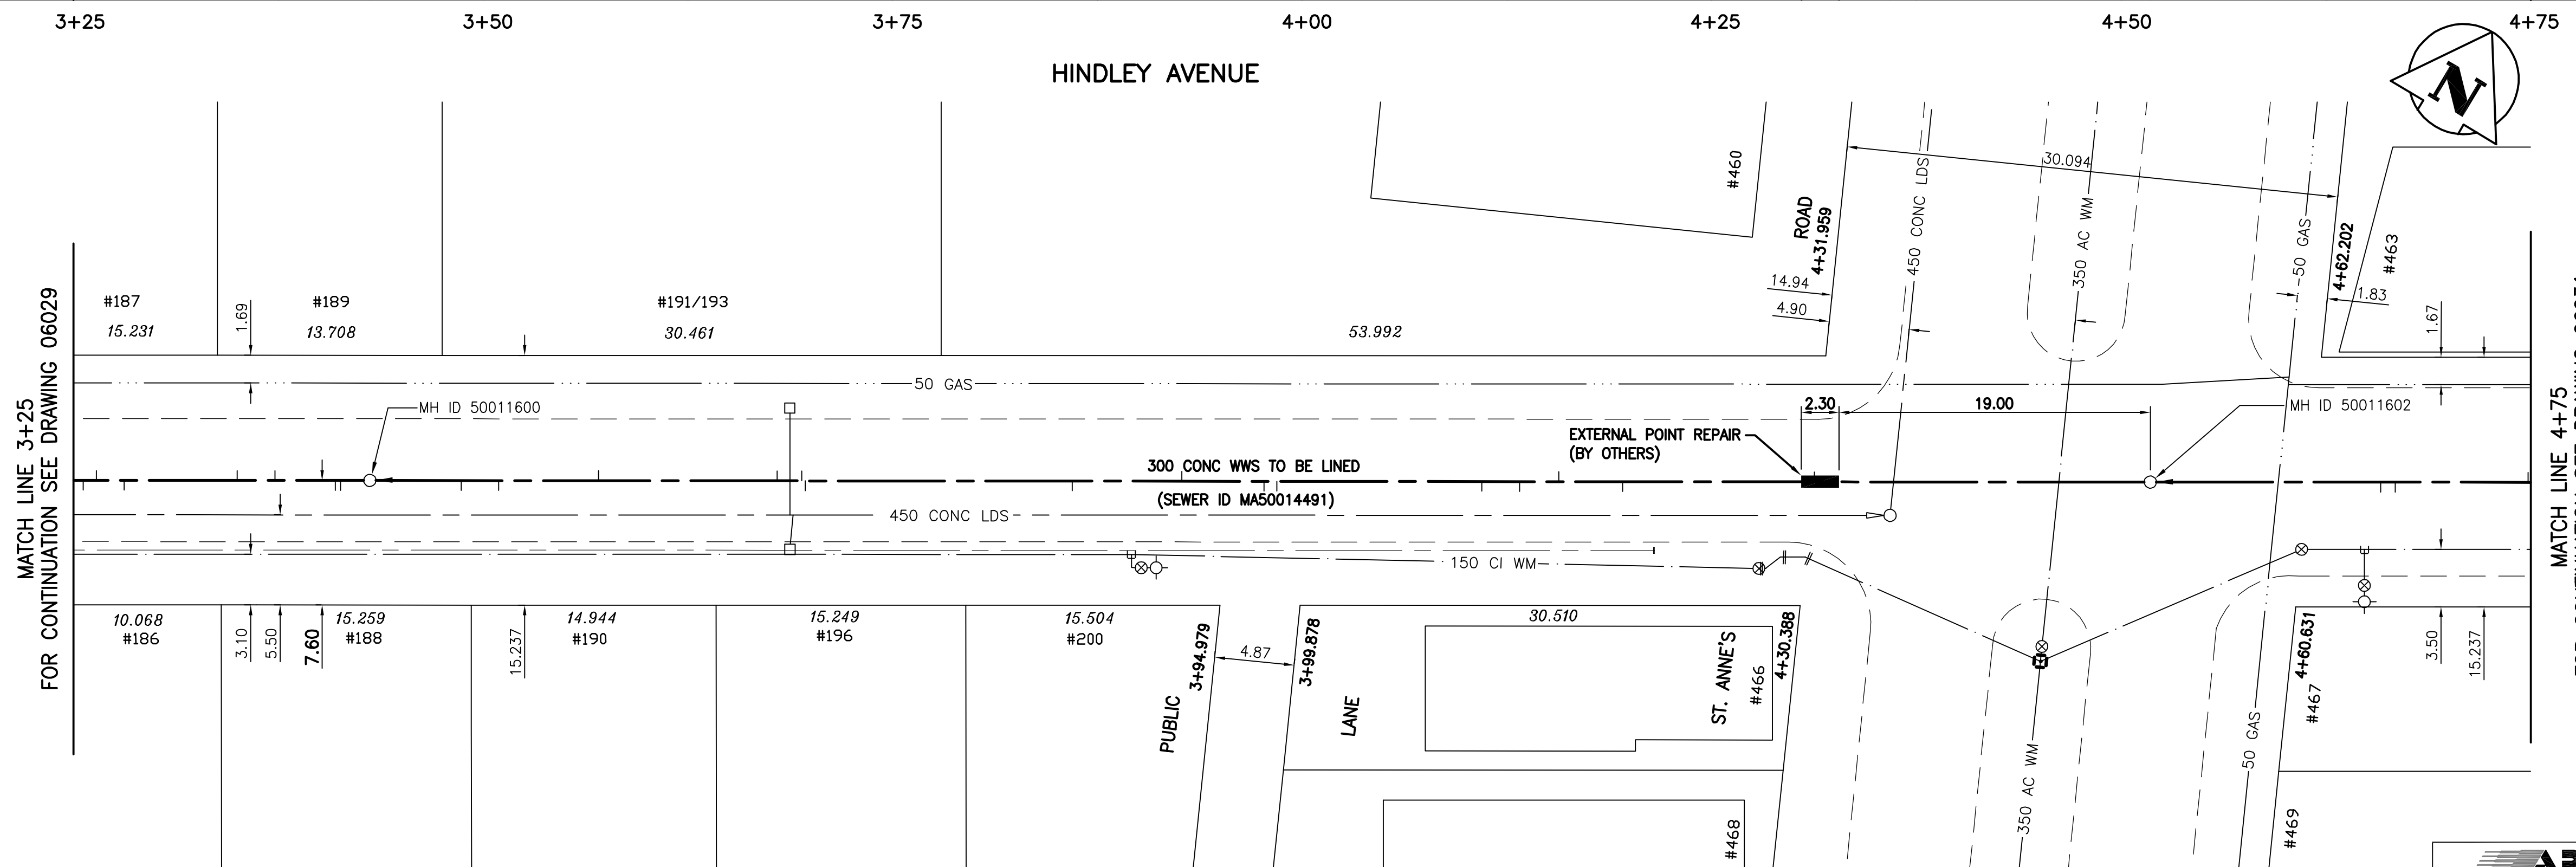 3+25
3+50
3+75
4+00
4+25
4+50
4+75
HINDLEY AVENUE
N
#460
30.094
ROAD
4+31.959
450 CONC LDS
350 AC WM
50 GAS
4+62.202
#463
14.94
4.90
1.83
1.67
#187
15.231
1.69
#189
13.708
#191/193
30.461
53.992
50 GAS
MH ID 50011600
2.30
19.00
MH ID 50011602
EXTERNAL POINT REPAIR
(BY OTHERS)
300 CONC WWS TO BE LINED
(SEWER ID MA50014491)
450 CONC LDS
150 CI WM
MATCH LINE 3+25
FOR CONTINUATION SEE DRAWING 06029
MATCH LINE 4+75
10.068
#186
3.10
5.50
7.60
15.259
#188
15.237
14.944
#190
15.249
#196
15.504
#200
3+94.979
4.87
3+99.878
PUBLIC
LANE
30.510
ST. ANNE'S
#466
4+30.388
#468
350 AC WM
50 GAS
4+60.631
#467
#469
3.50
15.237